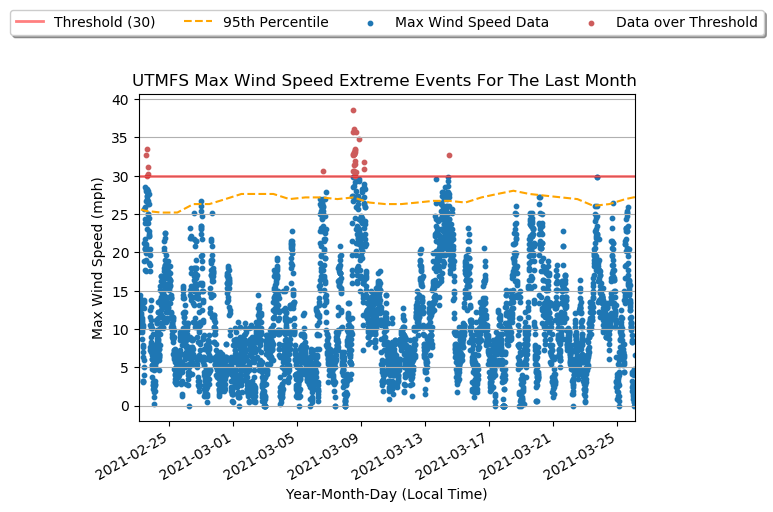 Threshold (30) 95th Percentile Max Wind Speed Data Data over Threshold
UTMFS Max Wind Speed Extreme Events For The Last Month
40
35
30
25
20
15
10
5
0
Max Wind Speed (mph)
2021-02-25 2021-03-01 2021-03-05 2021-03-09 2021-03-13 2021-03-17 2021-03-21 2021-03-25
Year-Month-Day (Local Time)